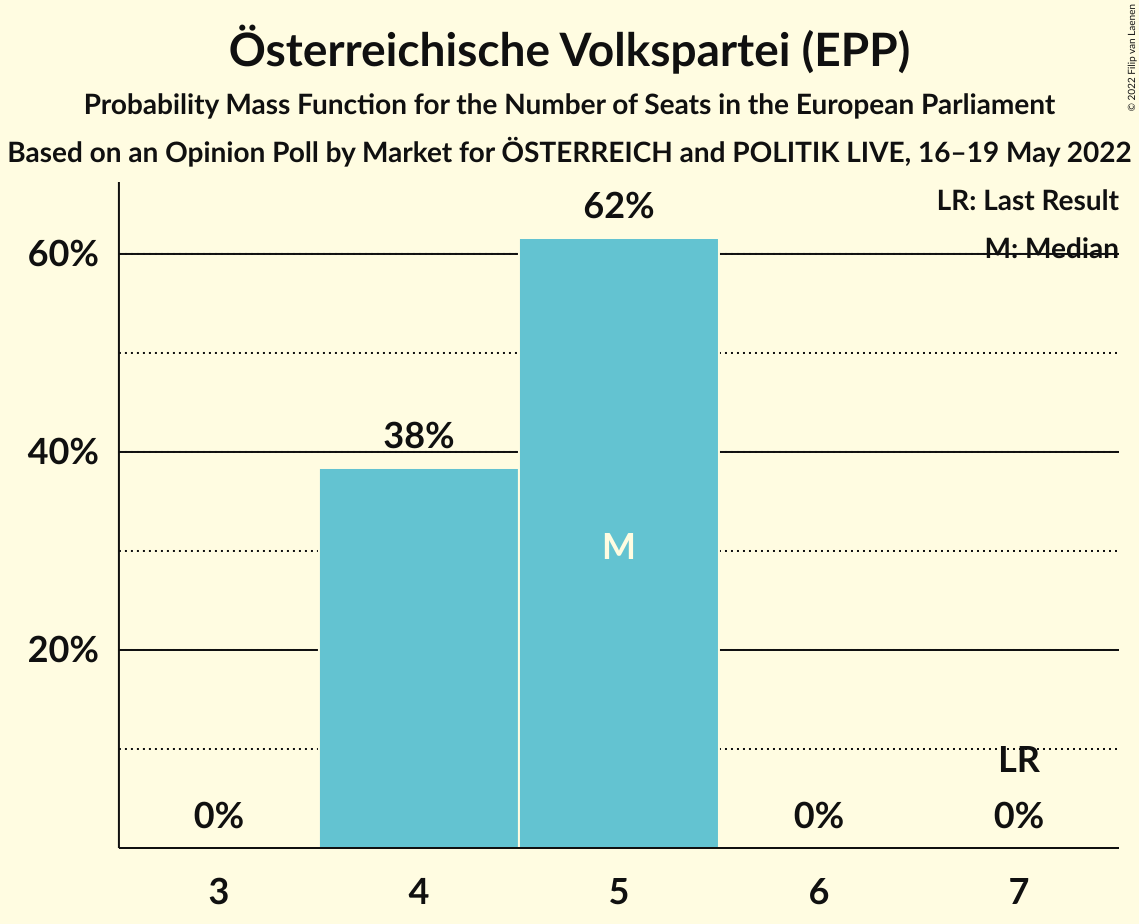 Österreichische Volkspartei (EPP)
Probability Mass Function for the Number of Seats in the European Parliament
Based on an Opinion Poll by Market for ÖSTERREICH and POLITIK LIVE, 16–19 May 2022
© 2022 Filip van Laenen
LR: Last Result
M: Median
62%
60%
38%
40%
M
20%
LR
0%
0%
0%
3 4 5 6 7